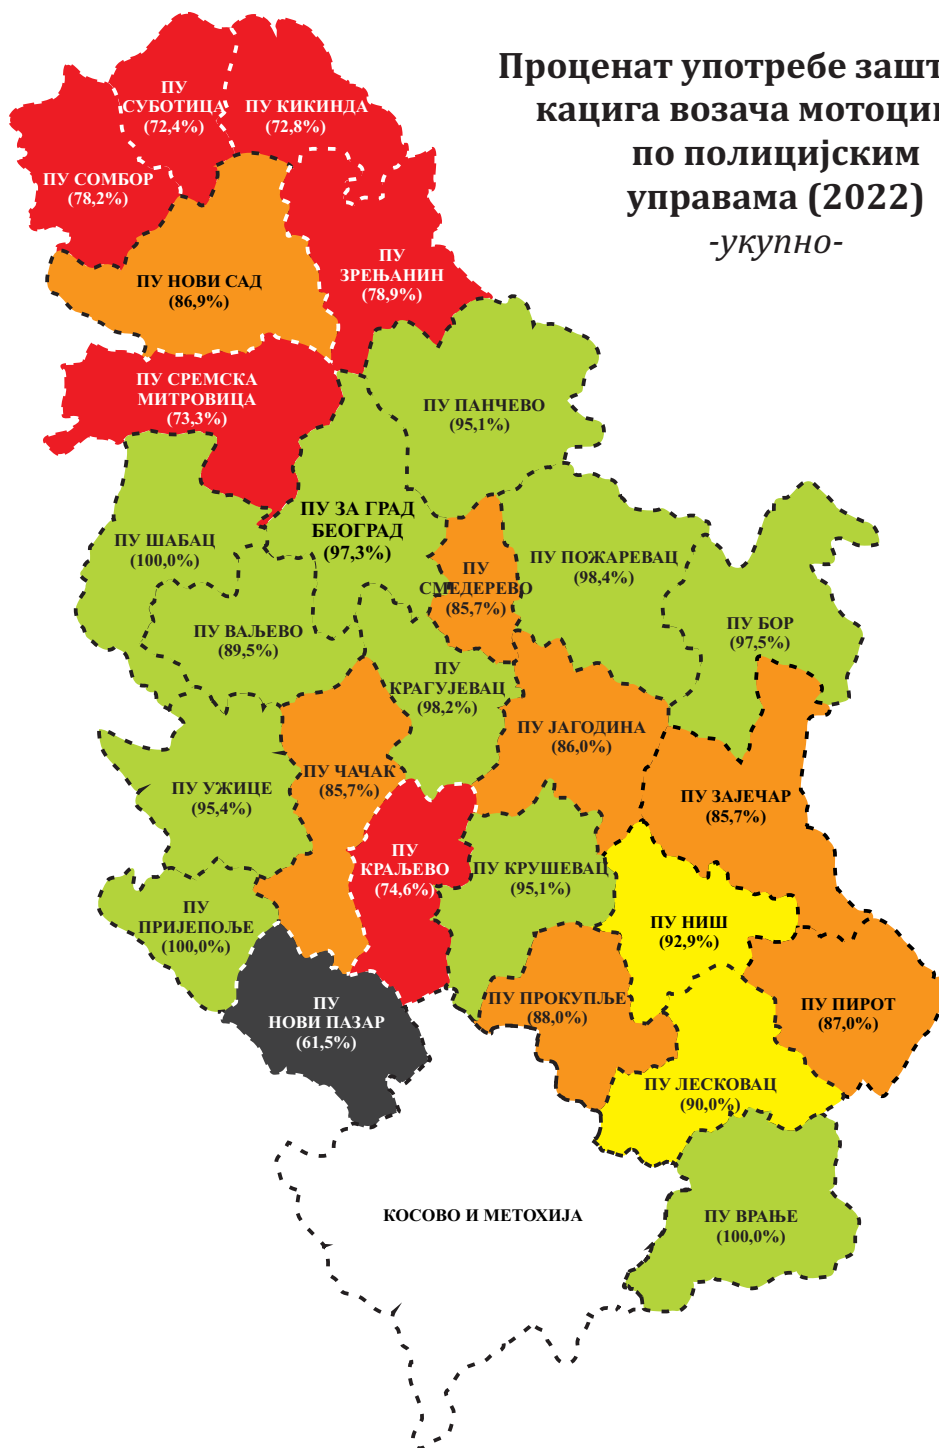 Проценат употребе
кацига возача
по полицијским
управама (2022)
-укупно-
ПУ
СУБОТИЦА
(72,4%)
ПУ КИКИНДА
(72,8%)
ПУ СОМБОР
(78,2%)
ПУ НОВИ САД
(86,9%)
ПУ
ЗРЕЊАНИН
(78,9%)
ПУ СРЕМСКА
МИТРОВИЦА
(73,3%)
ПУ ПАНЧЕВО
(95,1%)
ПУ ЗА ГРАД
БЕОГРАД
(97,3%)
ПУ ШАБАЦ
(100,0%)
ПУ
СМЕДЕРЕВО
(85,7%)
ПУ ПОЖАРЕВАЦ
(98,4%)
ПУ БОР
(97,5%)
ПУ ВАЉЕВО
(89,5%)
ПУ
КРАГУЈЕВАЦ
(98,2%)
ПУ ЈАГОДИНА
(86,0%)
ПУ ЧАЧАК
(85,7%)
ПУ УЖИЦЕ
(95,4%)
ПУ ЗАЈЕЧАР
(85,7%)
ПУ
КРАЉЕВО
(74,6%)
ПУ КРУШЕВАЦ
(95,1%)
ПУ
ПРИЈЕПОЉЕ
(100,0%)
ПУ НИШ
(92,9%)
ПУ
НОВИ ПАЗАР
(61,5%)
ПУ ПРОКУПЉЕ
(88,0%)
ПУ ПИРОТ
(87,0%)
ПУ ЛЕСКОВАЦ
(90,0%)
КОСОВО И МЕТОХИЈА
ПУ ВРАЊЕ
(100,0%)